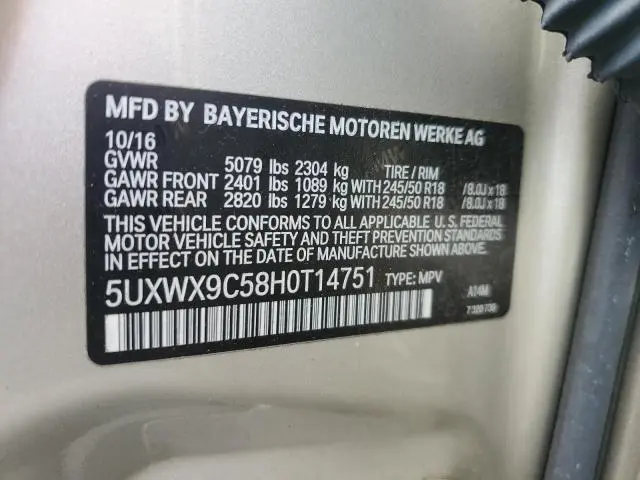 MFD BY BAYERISCHE MOTOREN WERKE AG
10/16
GVWR 5079 lbs 2304 kg TIRE / RIM
GAWR FRONT 2401 lbs 1089 kg WITH 245/50 R18 /8.0J x 18
GAWR REAR 2820 lbs 1279 kg WITH 245/50 R18 /8.0J x 18
THIS VEHICLE CONFORMS TO ALL APPLICABLE U.S. FEDERAL
MOTOR VEHICLE SAFETY AND THEFT PREVENTION STANDARDS
IN EFFECT ON THE DATE OF MANUFACTURE SHOWN ABOVE.
5UXWX9C58H0T14751 TYPE: MPV
A14M
7320730